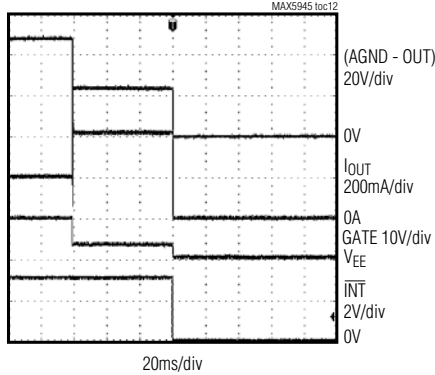 MAX5945 toc12
(AGND - OUT)
20V/div
0V
IOUT
200mA/div
0A
GATE 10V/div
VEE
INT
2V/div
0V
20ms/div